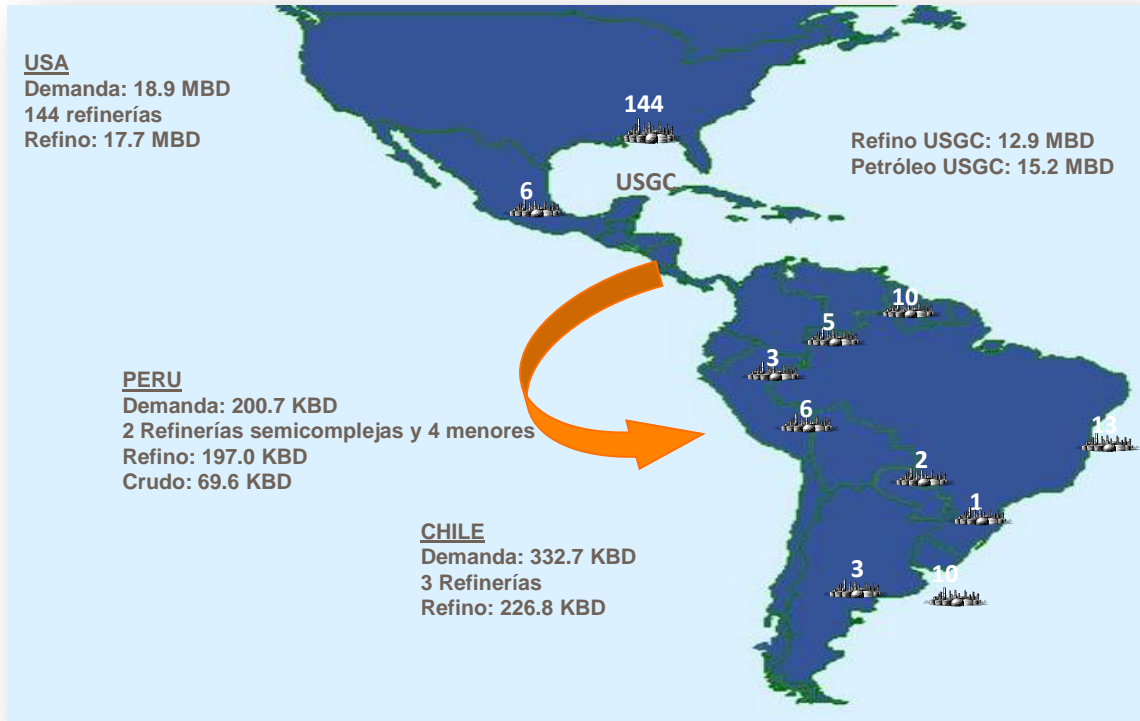 USA
Demanda: 18.9 MBD
144 refinerías
Refino: 17.7 MBD
144
Refino USGC: 12.9 MBD
Petróleo USGC: 15.2 MBD
USGC
6
10
5
3
PERU
Demanda: 200.7 KBD
2 Refinerías semicomplejas y 4 menores
Refino: 197.0 KBD
Crudo: 69.6 KBD
6
13
2
1
CHILE
Demanda: 332.7 KBD
3 Refinerías
Refino: 226.8 KBD
3
10